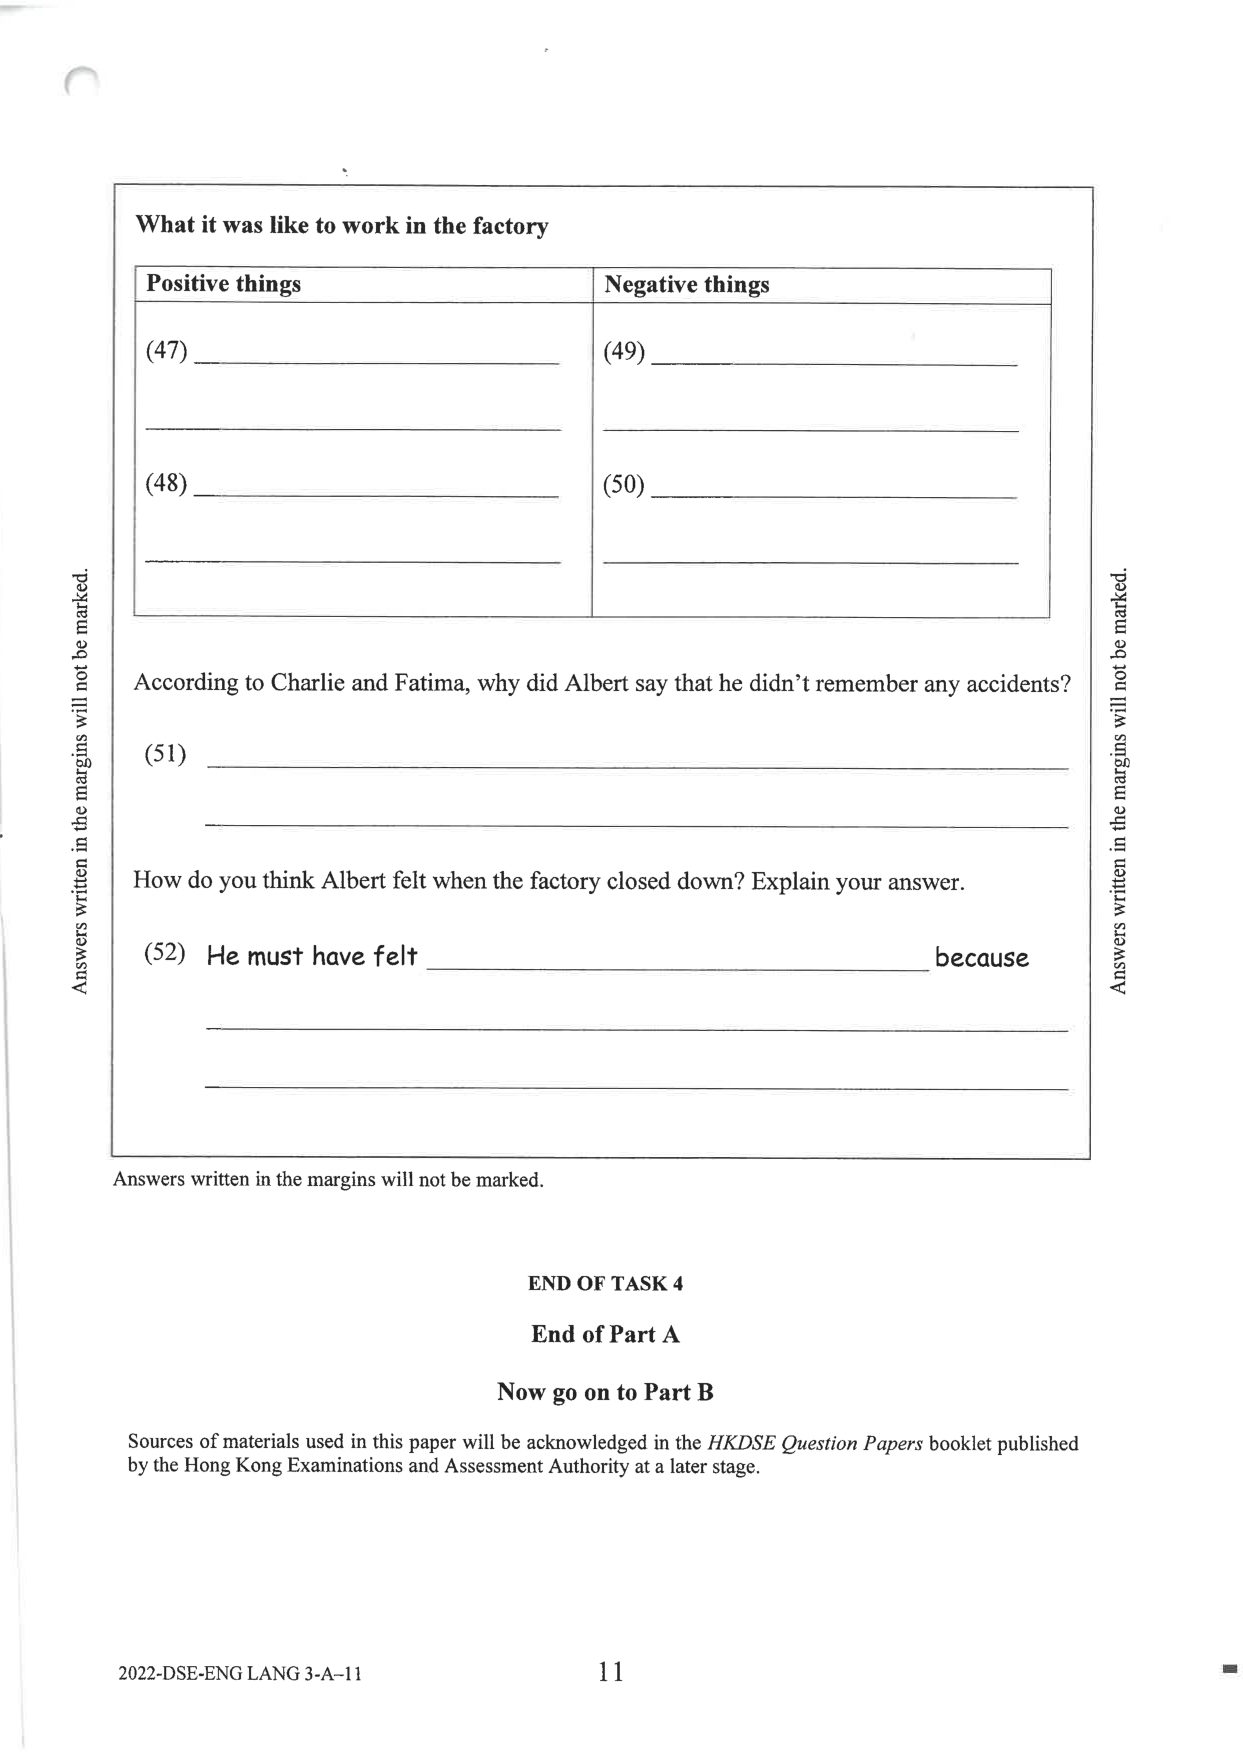 What it was like to work in the factory
Positive things
Negative things
(47)
(49)
(48)
(50)
According to Charlie and Fatima, why did Albert say that he didn't remember any accidents?
(51)
How do you think Albert felt when the factory closed down? Explain your answer.
(52) He must have felt because
Answers written in the margins will not be marked.
Answers written in the margins will not be marked.
Answers written in the margins will not be marked.
END OF TASK 4
End of Part A
Now go on to Part B
Sources of materials used in this paper will be acknowledged in the HKDSE Question Papers booklet published
by the Hong Kong Examinations and Assessment Authority at a later stage.
2022-DSE-ENG LANG 3-A–11
11